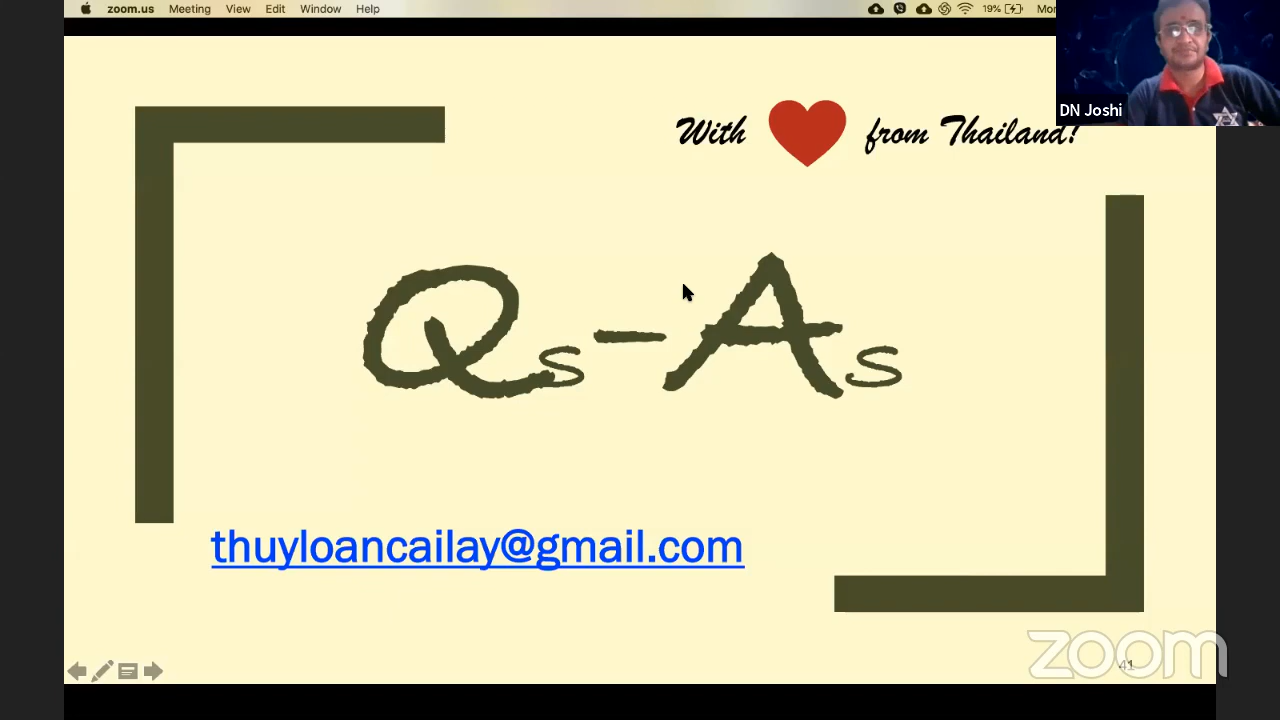 zoom.us Meeting View Edit Window Help 19% Mon
DN Joshi
With from Thailand!
Qs-As
thuyloancailay@gmail.com
zoom
41